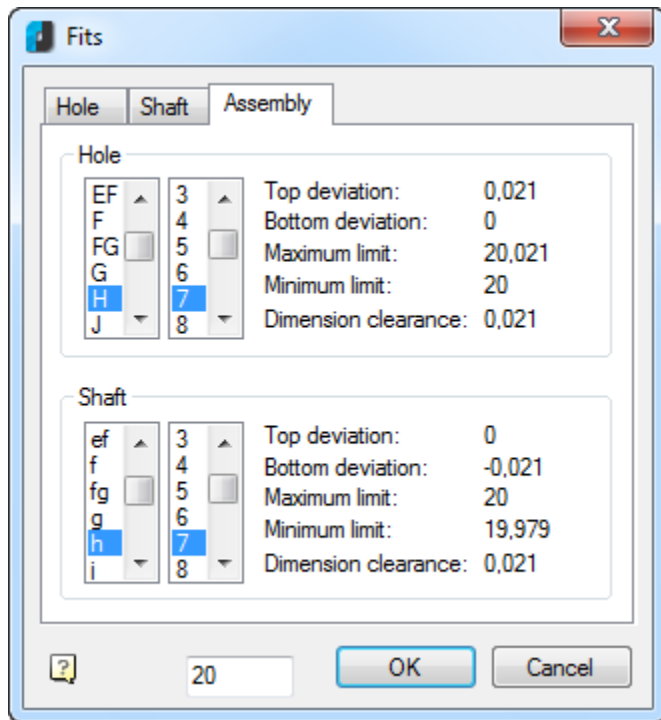 Fits
Hole Shaft Assembly
Hole
EF 3 Top deviation: 0,021
F 4 Bottom deviation: 0
FG 5 Maximum limit: 20,021
G 6 Minimum limit: 20
H 7 Dimension clearance: 0,021
J 8
Shaft
ef 3 Top deviation: 0
f 4 Bottom deviation: -0,021
fg 5 Maximum limit: 20
g 6 Minimum limit: 19,979
h 7 Dimension clearance: 0,021
i 8
? 20 OK Cancel